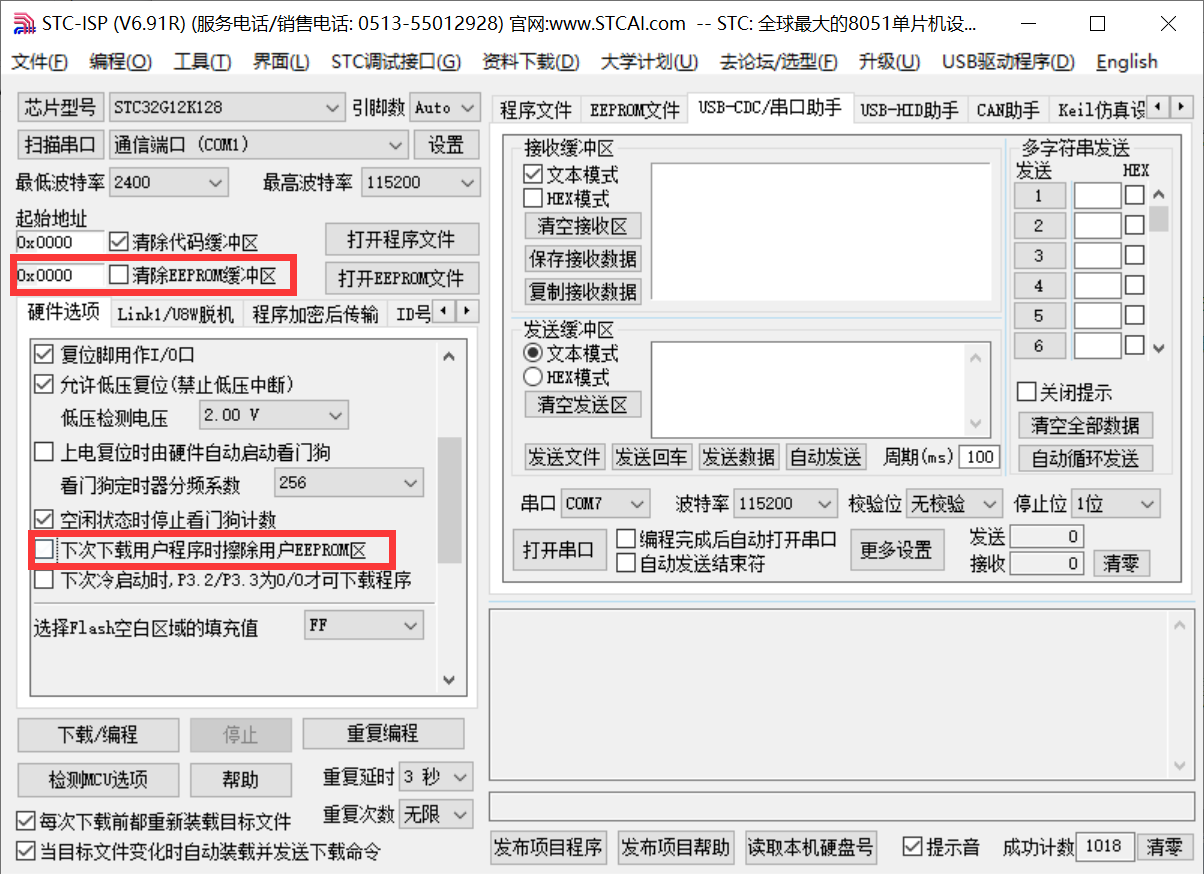 STC-ISP (V6.91R) (服务电话/销售电话: 0513-55012928) 官网:www.STCAI.com -- STC: 全球最大的8051单片机设...
文件(F) 编程(O) 工具(T) 界面(L) STC调试接口(G) 资料下载(D) 大学计划(U) 去论坛/选型(F) 升级(U) USB驱动程序(D) English
芯片型号 STC32G12K128 引脚数 Auto
扫描串口 通信端口 (COM1) 设置
最低波特率 2400 最高波特率 115200
起始地址
0x0000 清除代码缓冲区 打开程序文件
0x0000 清除EEPROM缓冲区 打开EEPROM文件
硬件选项 Link1/U8W脱机 程序加密后传输 ID号
复位脚用作I/O口
允许低压复位(禁止低压中断)
低压检测电压 2.00 V
上电复位时由硬件自动启动看门狗
看门狗定时器分频系数 256
空闲状态时停止看门狗计数
下次下载用户程序时擦除用户EEPROM区
下次冷启动时,P3.2/P3.3为0/0才可下载程序
选择Flash空白区域的填充值 FF
下载/编程 停止 重复编程
检测MCU选项 帮助 重复延时 3 秒
重复次数 无限
每次下载前都重新装载目标文件
当目标文件变化时自动装载并发送下载命令
程序文件 EEPROM文件 USB-CDC/串口助手 USB-HID助手 CAN助手 Keil仿真设
接收缓冲区
文本模式
HEX模式
清空接收区
保存接收数据
复制接收数据
发送缓冲区
文本模式
HEX模式
清空发送区
发送文件 发送回车 发送数据 自动发送 周期(ms) 100
多字符串发送
发送 HEX
1
2
3
4
5
6
关闭提示
清空全部数据
自动循环发送
串口 COM7 波特率 115200 校验位 无校验 停止位 1位
打开串口 编程完成后自动打开串口 更多设置 发送 0
自动发送结束符 接收 0 清零
发布项目程序 发布项目帮助 读取本机硬盘号 提示音 成功计数 1018 清零